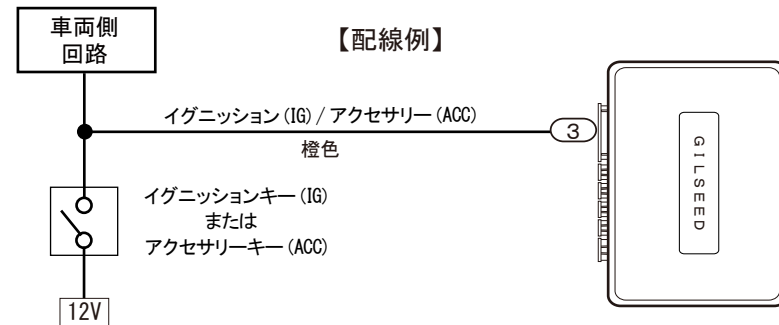 車両側
回路
【配線例】
イグニッション(IG)/アクセサリー(ACC)
橙色
3
GILSEED
イグニッションキー(IG)
または
アクセサリーキー(ACC)
12V